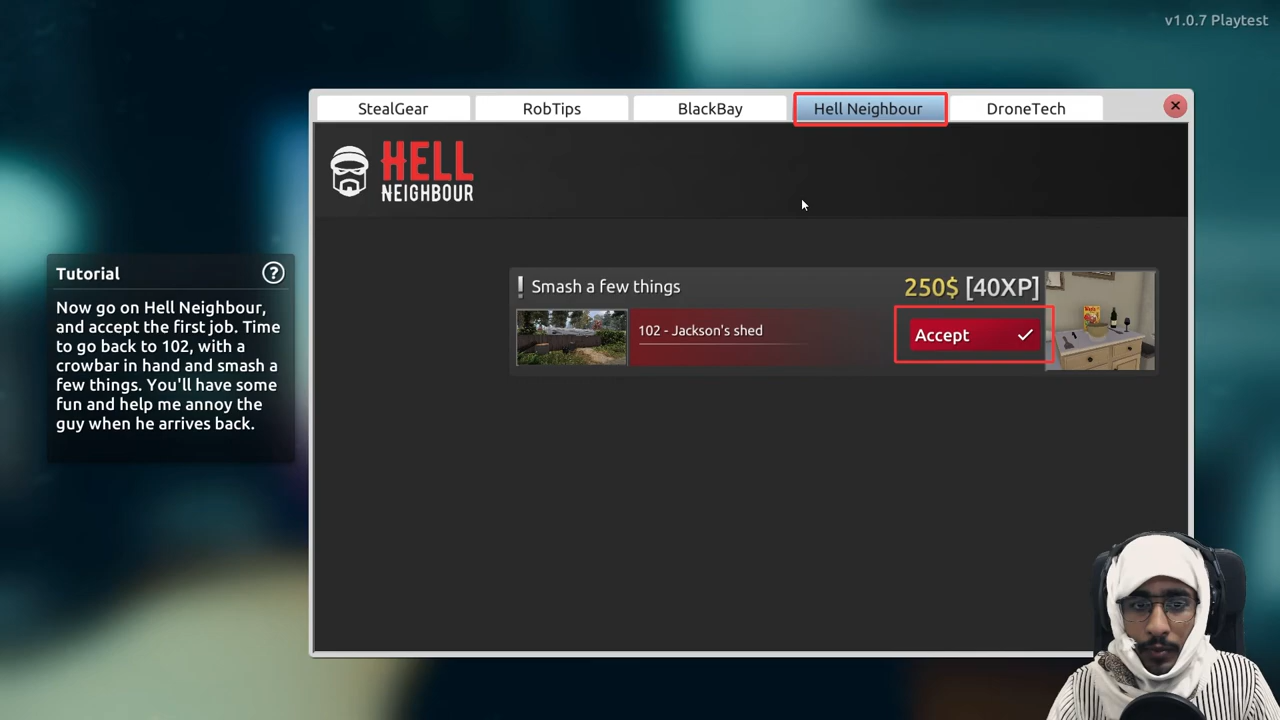 v1.0.7 Playtest
StealGear
RobTips
BlackBay
Hell Neighbour
DroneTech
HELL
NEIGHBOUR
Tutorial
Now go on Hell Neighbour,
and accept the first job. Time
to go back to 102, with a
crowbar in hand and smash a
few things. You'll have some
fun and help me annoy the
guy when he arrives back.
! Smash a few things
250$ [40XP]
102 - Jackson's shed
Accept